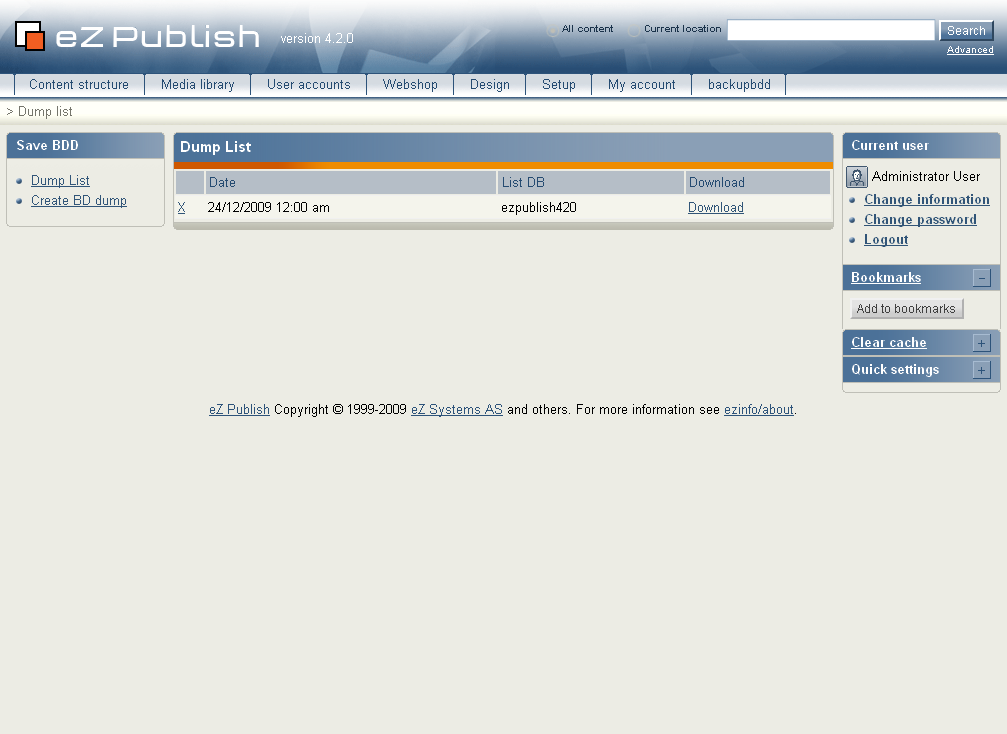 eZ Publish version 4.2.0
All content Current location Search
Advanced
Content structure Media library User accounts Webshop Design Setup My account backupbdd
> Dump list
Save BDD
Dump List
Create BD dump
Dump List
Date List DB Download
X 24/12/2009 12:00 am ezpublish420 Download
Current user
Administrator User
Change information
Change password
Logout
Bookmarks -
Add to bookmarks
Clear cache +
Quick settings +
eZ Publish Copyright © 1999-2009 eZ Systems AS and others. For more information see ezinfo/about.